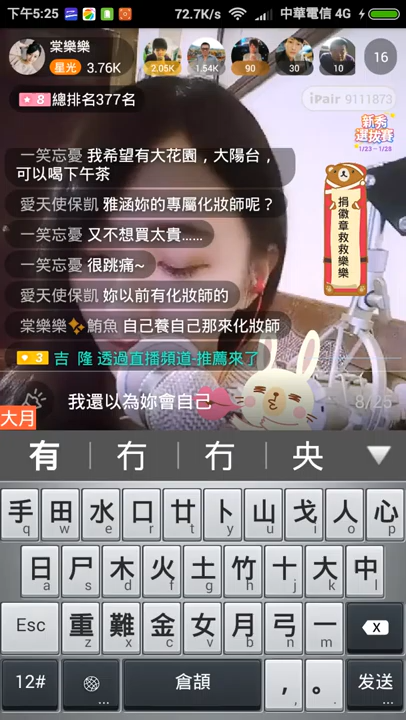 下午5:25 72.7K/s 中華電信 4G
棠樂樂
星光 3.76K
2.05K 1.54K 90 30 10 16
8 總排名377名
iPair 9111873
新秀
選拔賽
1/23～1/28
捐徽章救救樂樂
一笑忘憂 我希望有大花園，大陽台，
可以喝下午茶
愛天使保凱 雅涵妳的專屬化妝師呢？
一笑忘憂 又不想買太貴......
一笑忘憂 很跳痛~
愛天使保凱 妳以前有化妝師的
棠樂樂✨鮪魚 自己養自己那來化妝師
3 吉 隆 透過直播頻道-推薦來了
我還以為妳會自己 8/25
大月
有 冇 冇 央
手 田 水 口 廿 卜 山 戈 人 心
q w e r t y u i o p
日 尸 木 火 土 竹 十 大 中
a s d f g h j k l
Esc 重 難 金 女 月 弓 一
z x c v b n m
12# 倉頡 ， 。 发送